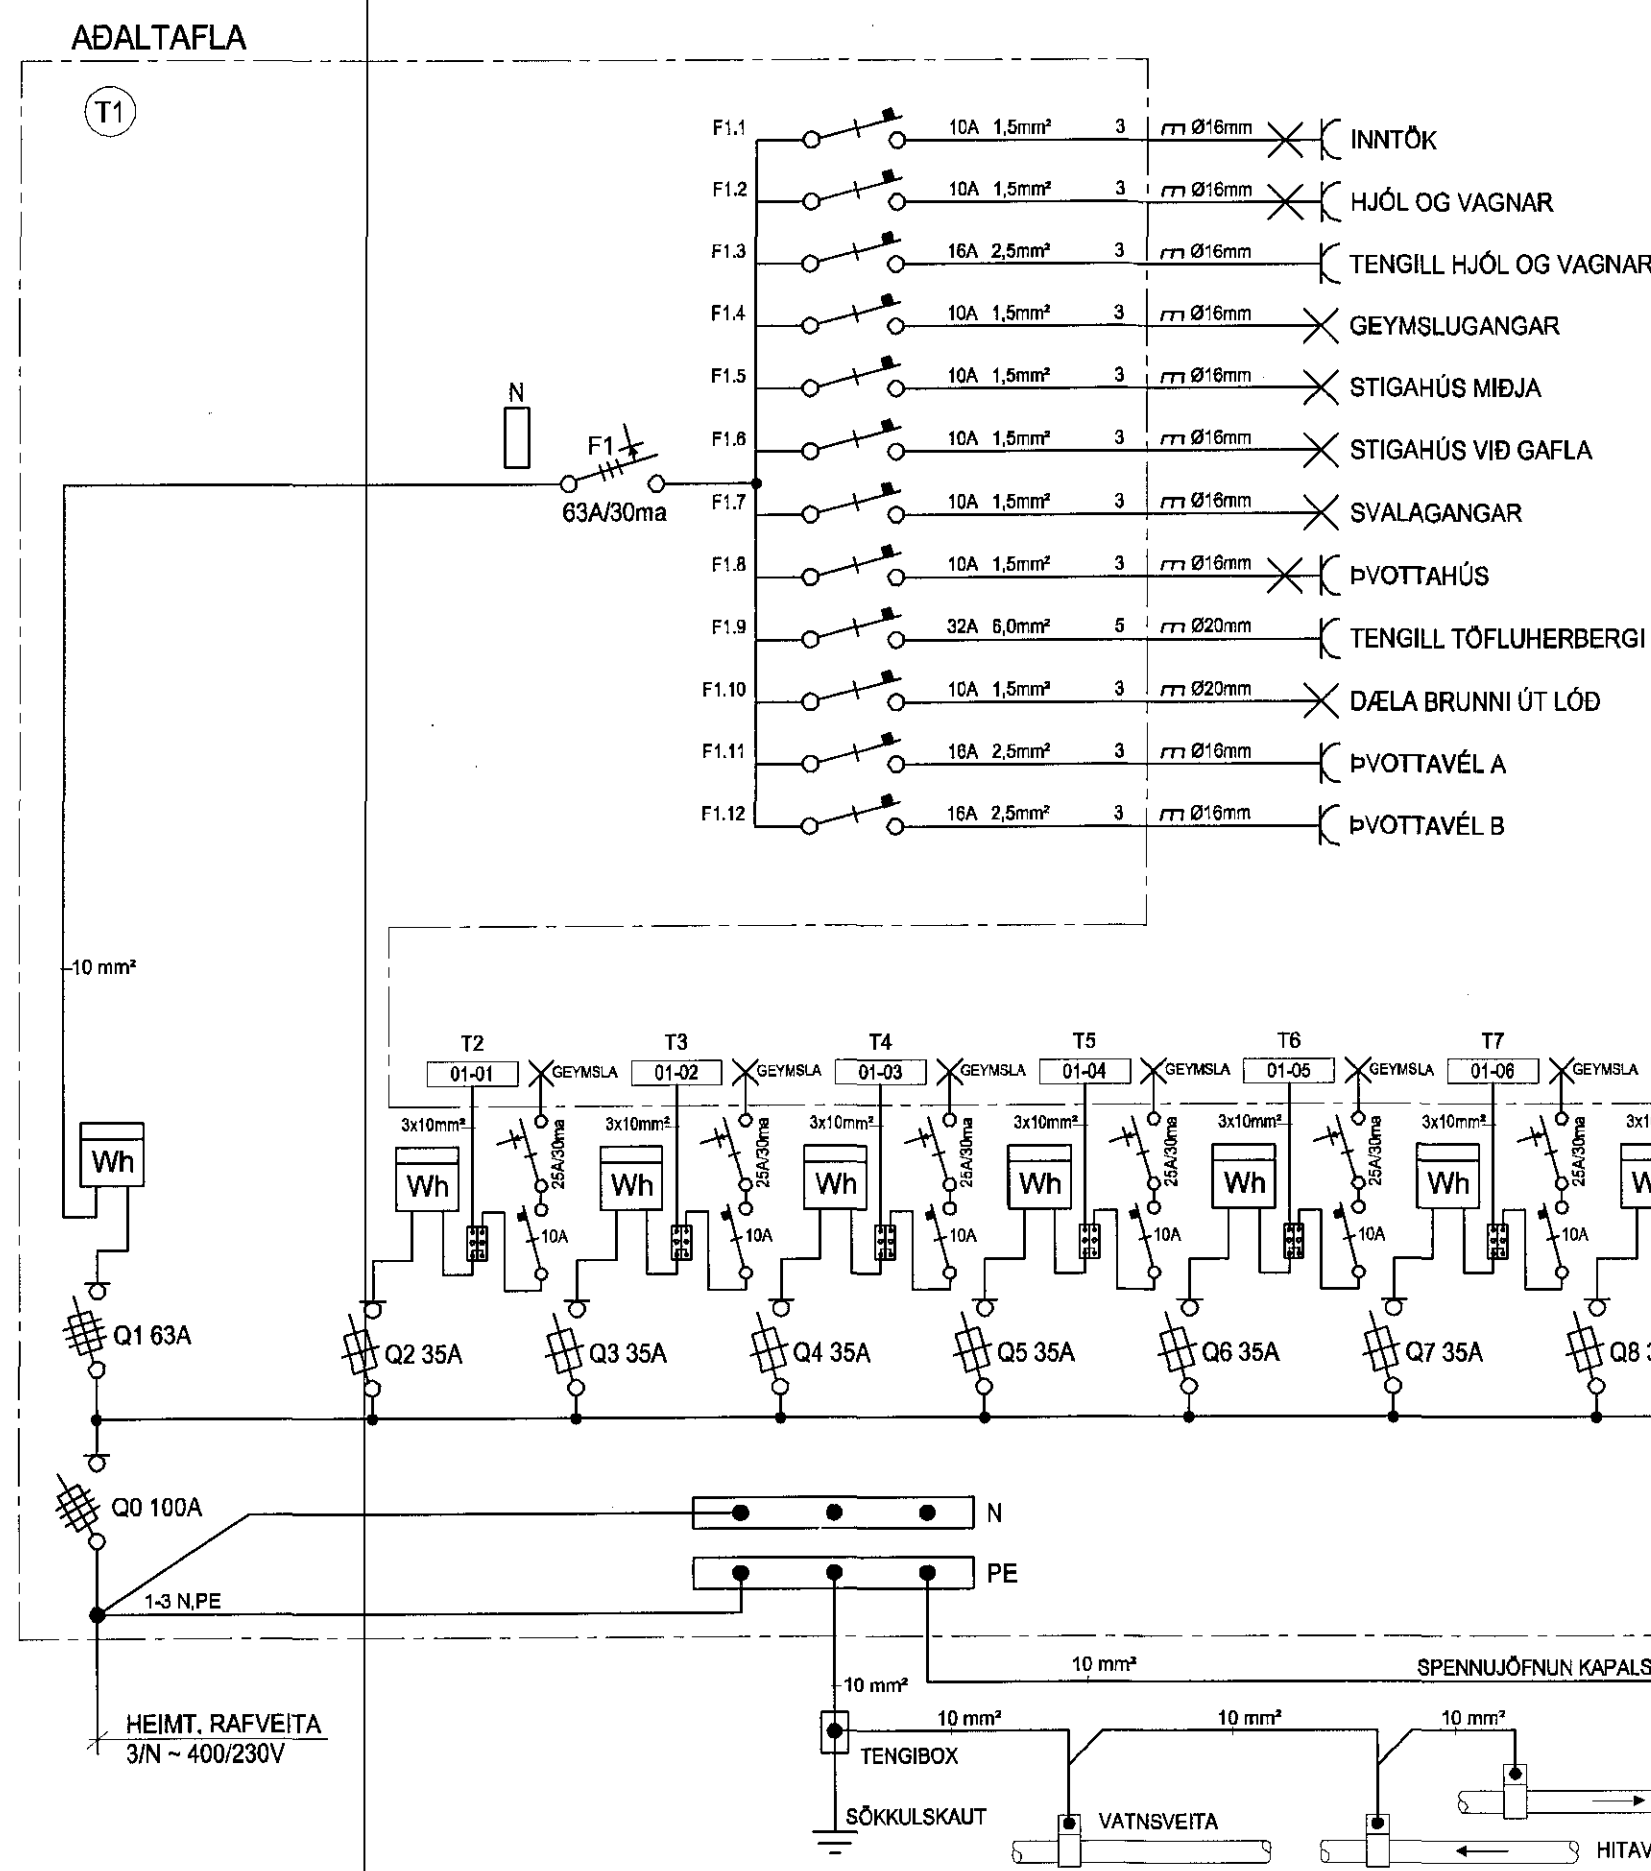 AÐALTAFLA
T1
F1.1 10A 1,5mm² 3 Ø16mm INNTÖK
F1.2 10A 1,5mm² 3 Ø16mm HJÓL OG VAGNAR
F1.3 16A 2,5mm² 3 Ø16mm TENGILL HJÓL OG VAGNAR
F1.4 10A 1,5mm² 3 Ø16mm GEYMSLUGANGAR
F1.5 10A 1,5mm² 3 Ø16mm STIGAHÚS MIÐJA
F1.6 10A 1,5mm² 3 Ø16mm STIGAHÚS VIÐ GAFLA
N
F1
63A/30ma
F1.7 10A 1,5mm² 3 Ø16mm SVALAGANGAR
F1.8 10A 1,5mm² 3 Ø16mm ÞVOTTAHÚS
F1.9 32A 6,0mm² 5 Ø20mm TENGILL TÖFLUHERBERGI
F1.10 10A 1,5mm² 3 Ø20mm DÆLA BRUNNI ÚT LÓÐ
F1.11 16A 2,5mm² 3 Ø16mm ÞVOTTAVÉL A
F1.12 16A 2,5mm² 3 Ø16mm ÞVOTTAVÉL B
10 mm²
T2 T3 T4 T5 T6 T7
01-01 GEYMSLA 01-02 GEYMSLA 01-03 GEYMSLA 01-04 GEYMSLA 01-05 GEYMSLA 01-06 GEYMSLA
3x10mm² 3x10mm² 3x10mm² 3x10mm² 3x10mm² 3x10mm² 3x1
25A/30ma 25A/30ma 25A/30ma 25A/30ma 25A/30ma 25A/30ma
Wh Wh Wh Wh Wh Wh Wh W
10A 10A 10A 10A 10A 10A
Q1 63A Q2 35A Q3 35A Q4 35A Q5 35A Q6 35A Q7 35A Q8 3
Q0 100A
N
PE
1-3 N,PE
10 mm² SPENNUJÖFNUN KAPALS
10 mm²
HEIMT. RAFVEITA
3/N ~ 400/230V
10 mm² 10 mm² 10 mm²
TENGIBOX
SÖKKULSKAUT
VATNSVEITA
HITAV